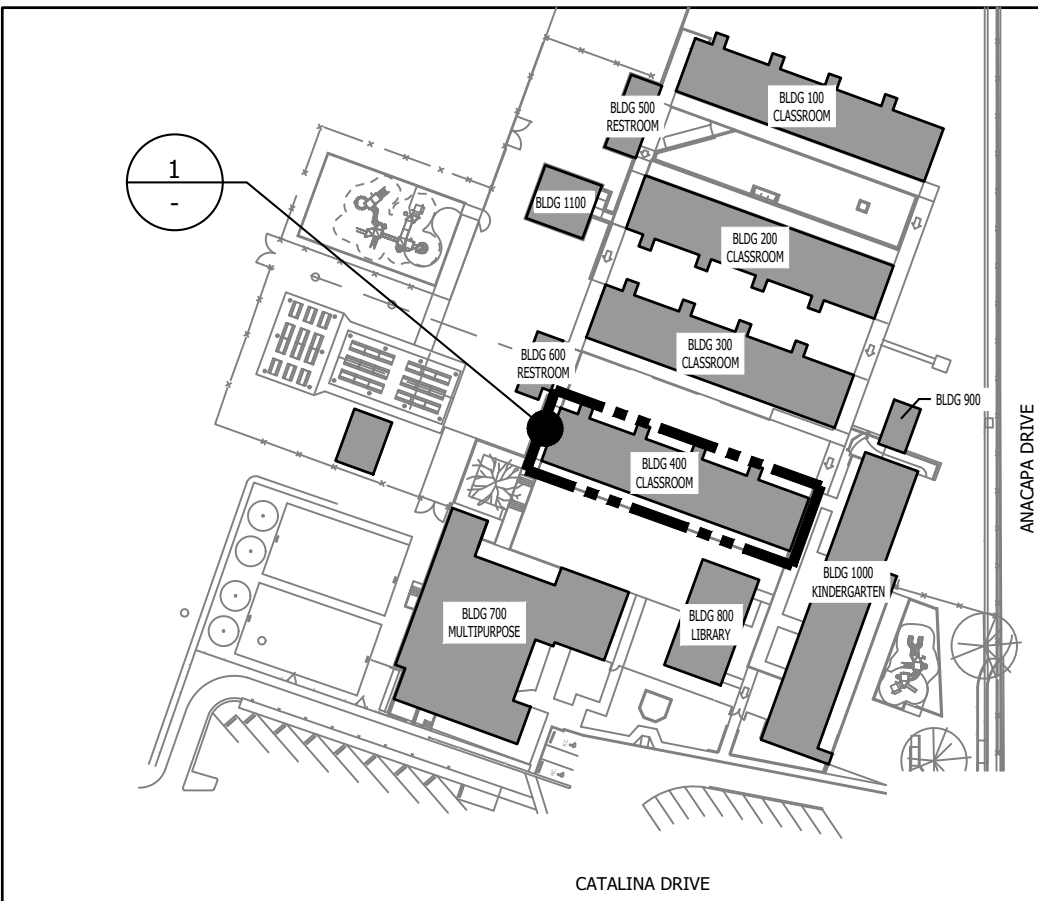 BLDG 100
CLASSROOM
BLDG 500
RESTROOM
1
-
BLDG 1100
BLDG 200
CLASSROOM
BLDG 300
CLASSROOM
BLDG 600
RESTROOM
BLDG 900
ANACAPA DRIVE
BLDG 400
CLASSROOM
BLDG 1000
KINDERGARTEN
BLDG 700
MULTIPURPOSE
BLDG 800
LIBRARY
CATALINA DRIVE